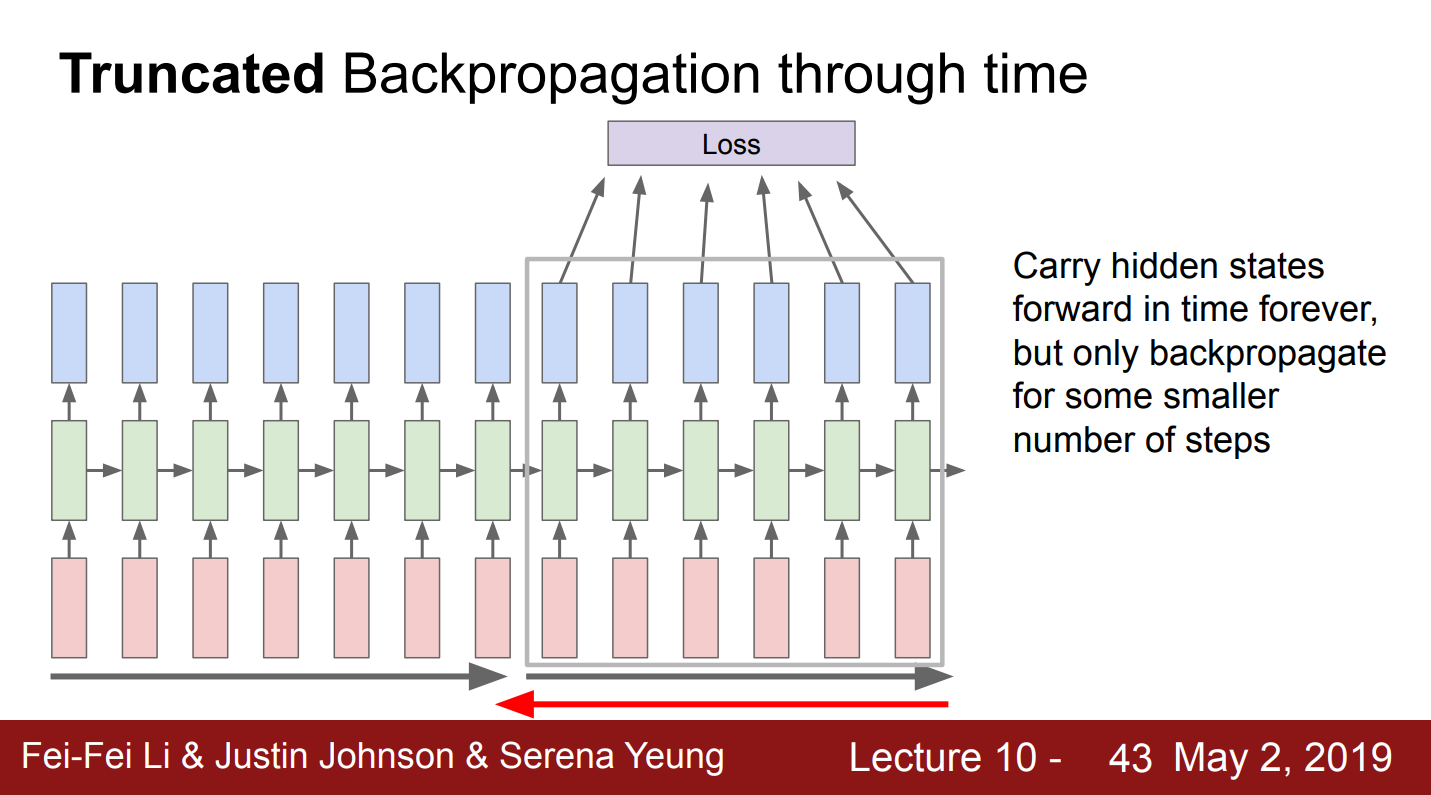 Truncated Backpropagation through time
Loss
Carry hidden states
forward in time forever,
but only backpropagate
for some smaller
number of steps
Fei-Fei Li & Justin Johnson & Serena Yeung
Lecture 10 - 43 May 2, 2019